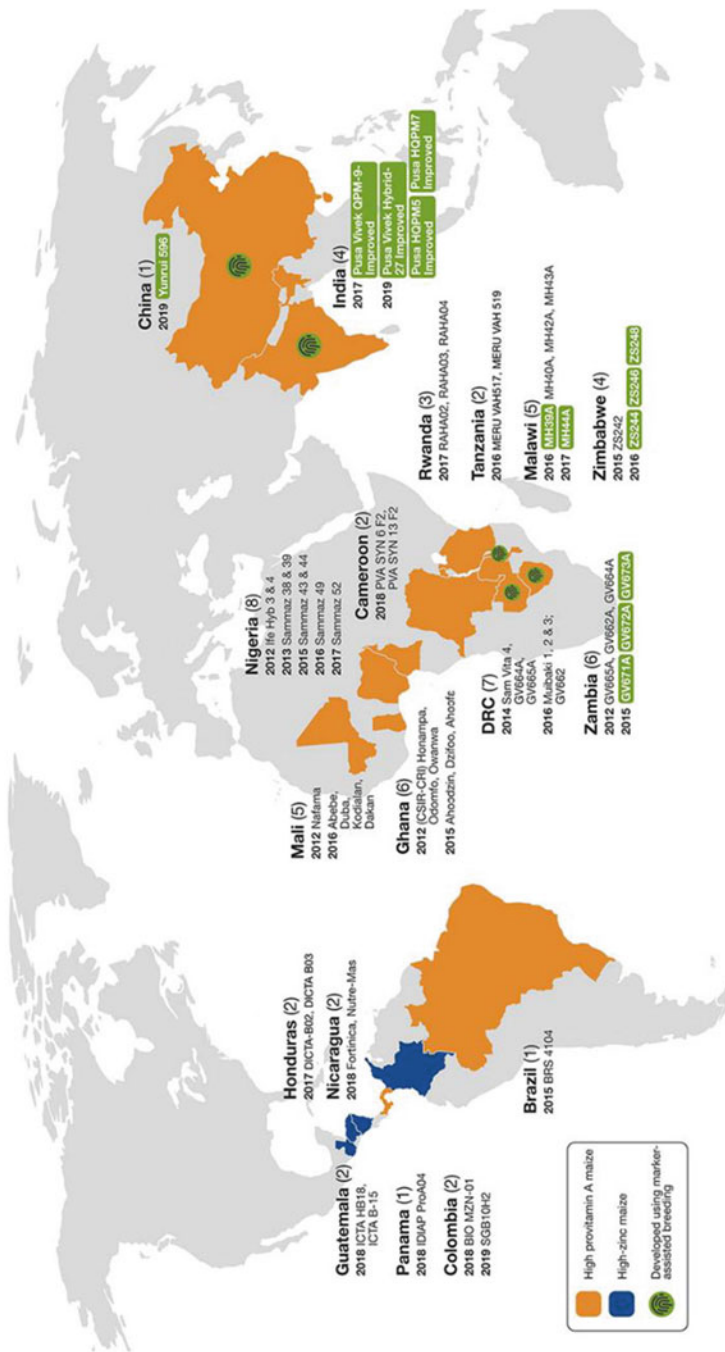 Guatemala (2)
2018 ICTA HB18,
ICTA B-15
Panama (1)
2018 IDIAP ProA04
Colombia (2)
2018 BIO MZN-01
2019 SGB10H2
Honduras (2)
2017 DICTA-B02, DICTA B03
Nicaragua (2)
2018 Fortinica, Nutre-Mas
Brazil (1)
2015 BRS 4104
Mali (5)
2012 Nafama
2016 Abebe,
Duba,
Kodialan,
Dakan
Ghana (6)
2012 (CSIR-CRI) Honampa,
Odomfo, Owanwa
2015 Ahoodzin, Dzifoo, Ahoofɛ
Nigeria (8)
2012 Ife Hyb 3 & 4
2013 Sammaz 38 & 39
2015 Sammaz 43 & 44
2016 Sammaz 49
2017 Sammaz 52
Cameroon (2)
2018 PVA SYN 6 F2,
PVA SYN 13 F2
DRC (7)
2014 Sam Vita 4,
GV664A,
GV665A
2016 Muibaki 1, 2 & 3;
GV662
Zambia (6)
2012 GV665A, GV662A, GV664A
2015 GV671A GV672A GV673A
China (1)
2019 Yunrui 596
India (4)
2017 Pusa Vivek QPM-9-
Improved
2019 Pusa Vivek Hybrid-
27 Improved
Pusa HQPM5 Pusa HQPM7
Improved Improved
Rwanda (3)
2017 RAHA02, RAHA03, RAHA04
Tanzania (2)
2016 MERU VAH517, MERU VAH 519
Malawi (5)
2016 MH39A MH40A, MH42A, MH43A
2017 MH44A
Zimbabwe (4)
2015 ZS242
2016 ZS244 ZS246 ZS248
High provitamin A maize
High-zinc maize
Developed using marker-
assisted breeding